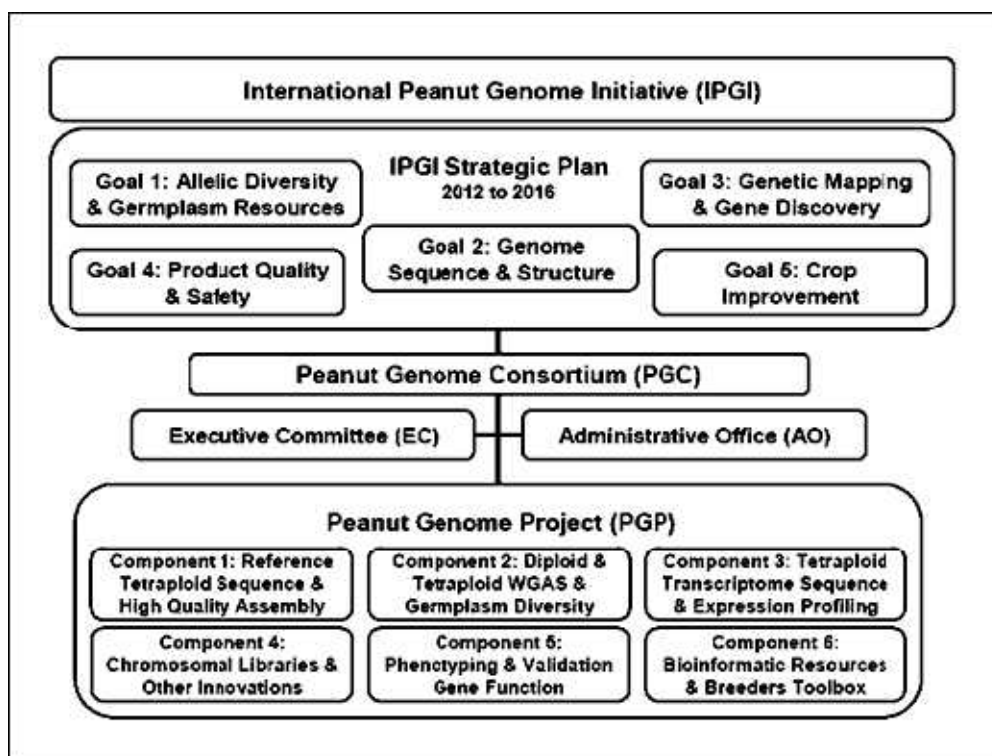 International Peanut Genome Initiative (IPGI)
IPGI Strategic Plan
2012 to 2016
Goal 1: Allelic Diversity
& Germplasm Resources
Goal 2: Genome
Sequence & Structure
Goal 3: Genetic Mapping
& Gene Discovery
Goal 4: Product Quality
& Safety
Goal 5: Crop
Improvement
Peanut Genome Consortium (PGC)
Executive Committee (EC)
Administrative Office (AO)
Peanut Genome Project (PGP)
Component 1: Reference
Tetraploid Sequence &
High Quality Assembly
Component 2: Diploid &
Tetraploid WGAS &
Germplasm Diversity
Component 3: Tetraploid
Transcriptome Sequence
& Expression Profiling
Component 4:
Chromosomal Libraries &
Other Innovations
Component 5:
Phenctyping & Validation
Gene Function
Component 6:
Bioinformatic Resources
& Breeders Toolbox